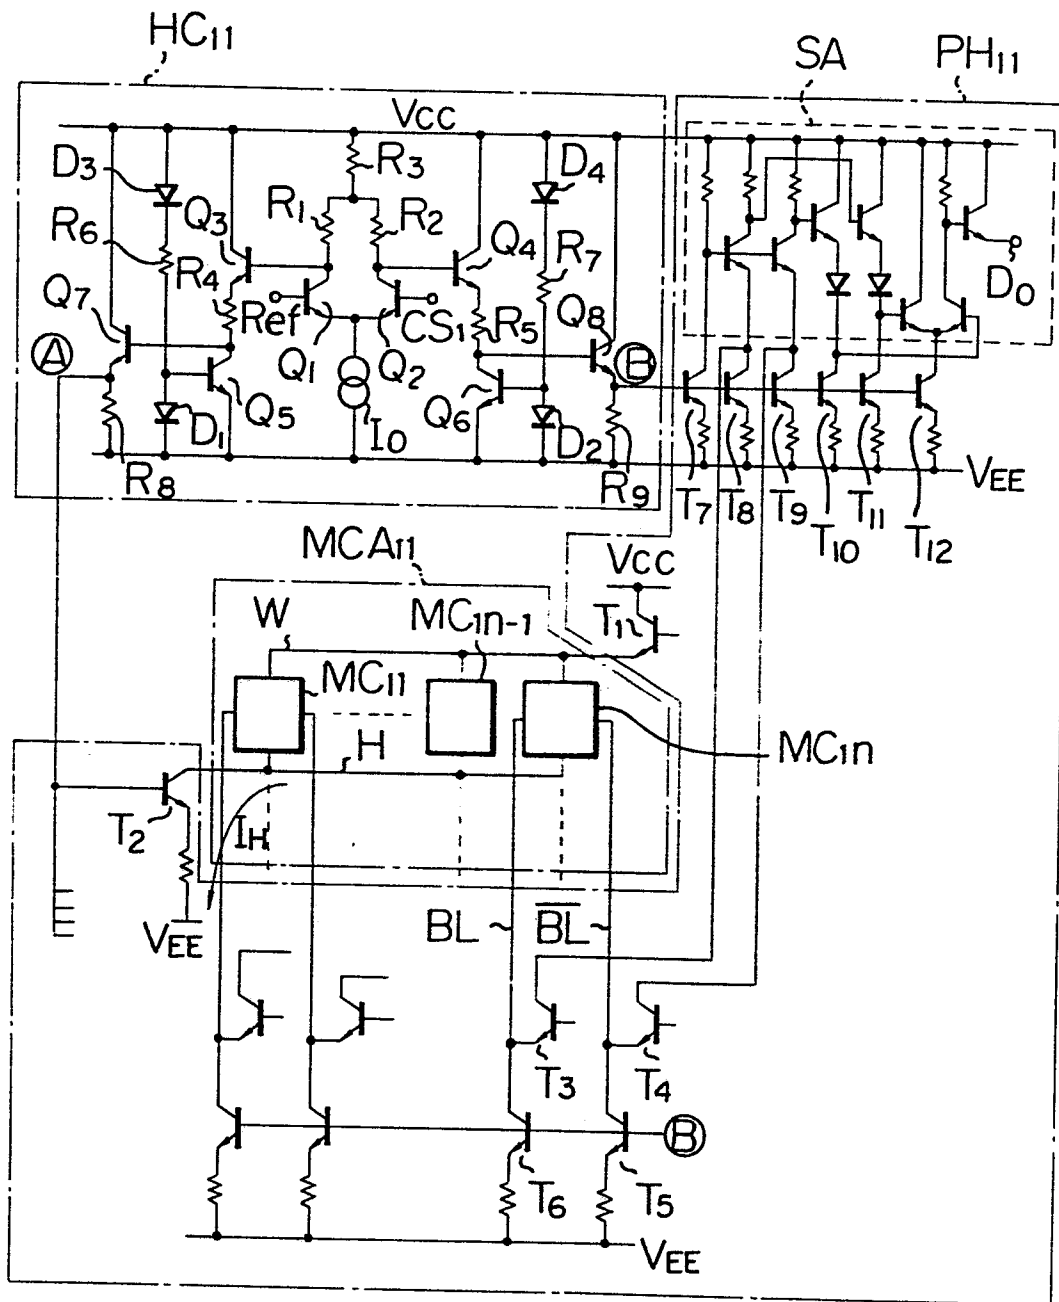 HC11
SA
PH11
VCC
D3
R3
D4
R1
R2
Q3
R6
Q4
R7
R4
Q7
Ref
CS1
R5
Q8
D0
A
B
Q1
Q2
Q5
Q6
D1
I0
D2
R8
R9
VEE
T7
T8
T9
T10
T11
T12
MCA11
VCC
W
MC1n-1
T1
MC11
H
MC1n
T2
IH
VEE
BL
BL
T3
T4
B
T6
T5
VEE